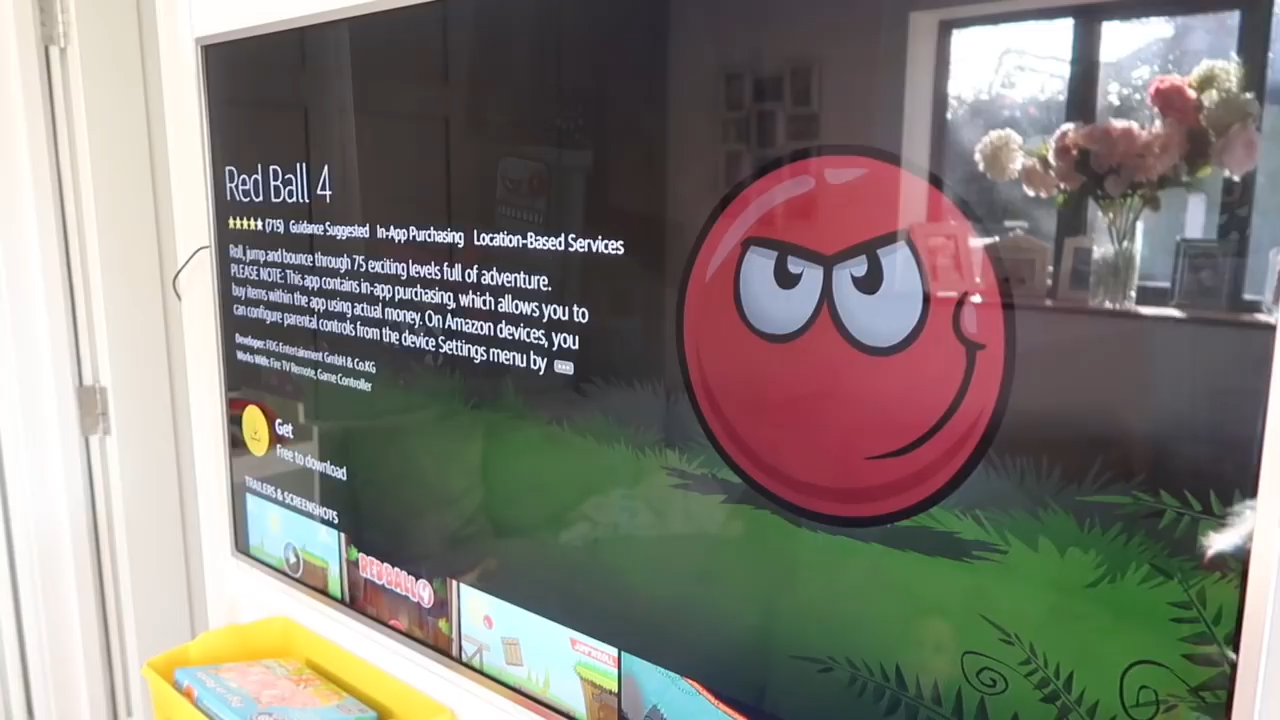 Red Ball 4
(715) Guidance Suggested In-App Purchasing Location-Based Services
Roll, jump and bounce through 75 exciting levels full of adventure.
PLEASE NOTE: This app contains in-app purchasing, which allows you to
buy items within the app using actual money. On Amazon devices, you
can configure parental controls from the device Settings menu by
Developer: FDG Entertainment GmbH & Co.KG
Works With: Fire TV Remote, Game Controller
Get
Free to download
TRAILERS & SCREENSHOTS
RED BALL 4